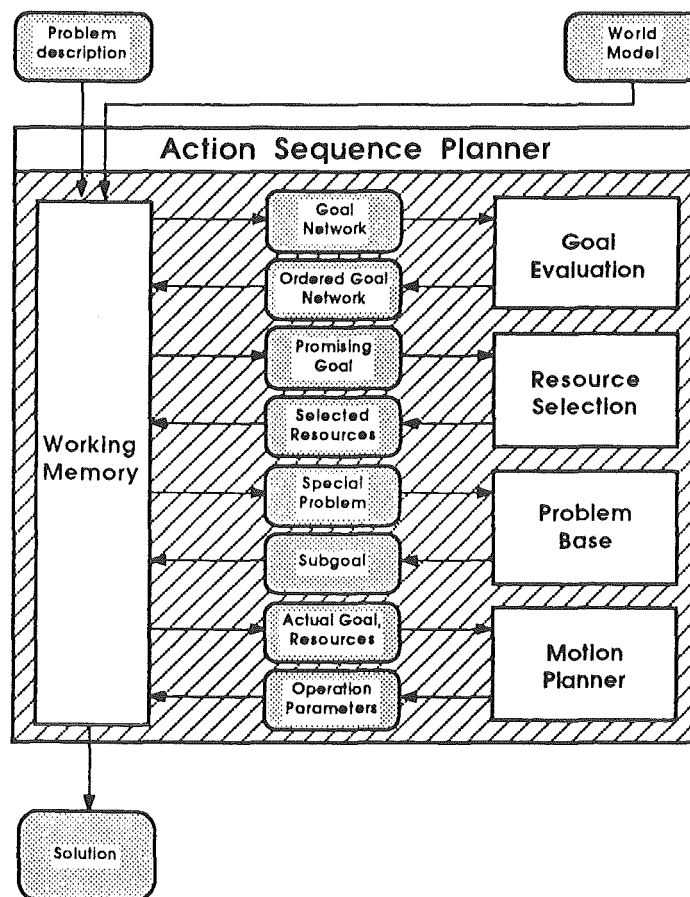 Problem
description
World
Model
Action Sequence Planner
Working
Memory
Goal
Network
Ordered Goal
Network
Goal
Evaluation
Promising
Goal
Selected
Resources
Resource
Selection
Special
Problem
Subgoal
Problem
Base
Actual Goal,
Resources
Operation
Parameters
Motion
Planner
Solution